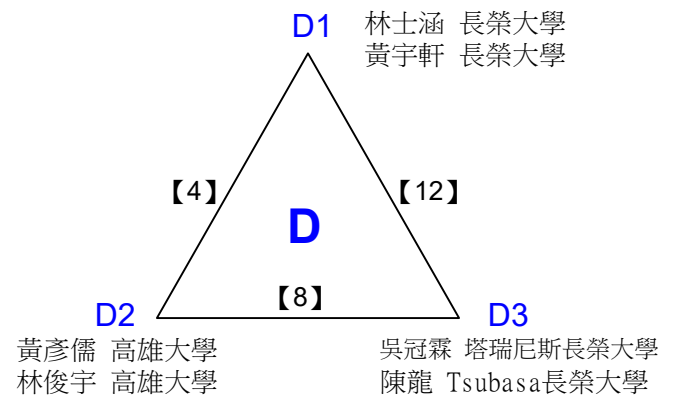 D1
林士涵 長榮大學
黃宇軒 長榮大學
【4】
【12】
D
【8】
D2
D3
黃彥儒 高雄大學
林俊宇 高雄大學
吳冠霖 塔瑞尼斯長榮大學
陳龍 Tsubasa長榮大學